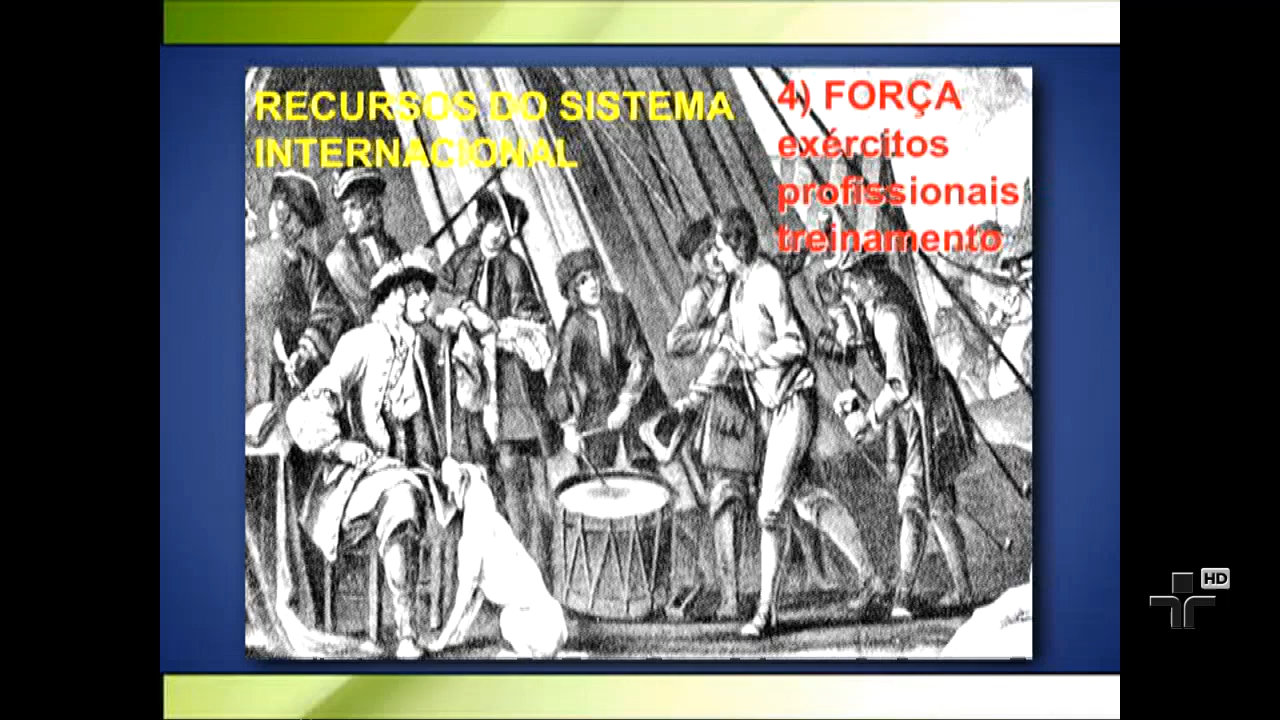 RECURSOS DO SISTEMA
INTERNACIONAL
4) FORÇA
exércitos
profissionais
treinamento
HD